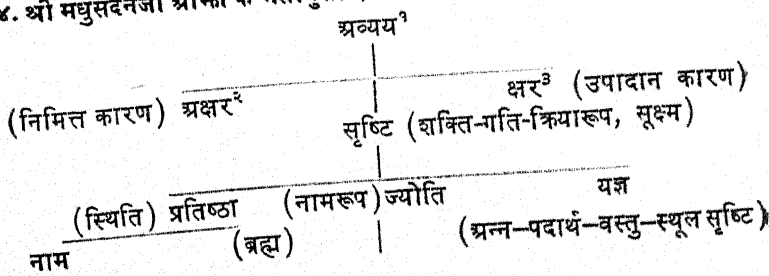 ४. श्री मधुसदनजी
अव्यय¹
(निमित्त कारण) अक्षर² क्षर³ (उपादान कारण)
सृष्टि (शक्ति-गति-क्रियारूप, सूक्ष्म)
(स्थिति) प्रतिष्ठा (नामरूप) ज्योति यज्ञ
नाम (ब्रह्म) (अन्न-पदार्थ-वस्तु-स्थूल सृष्टि)